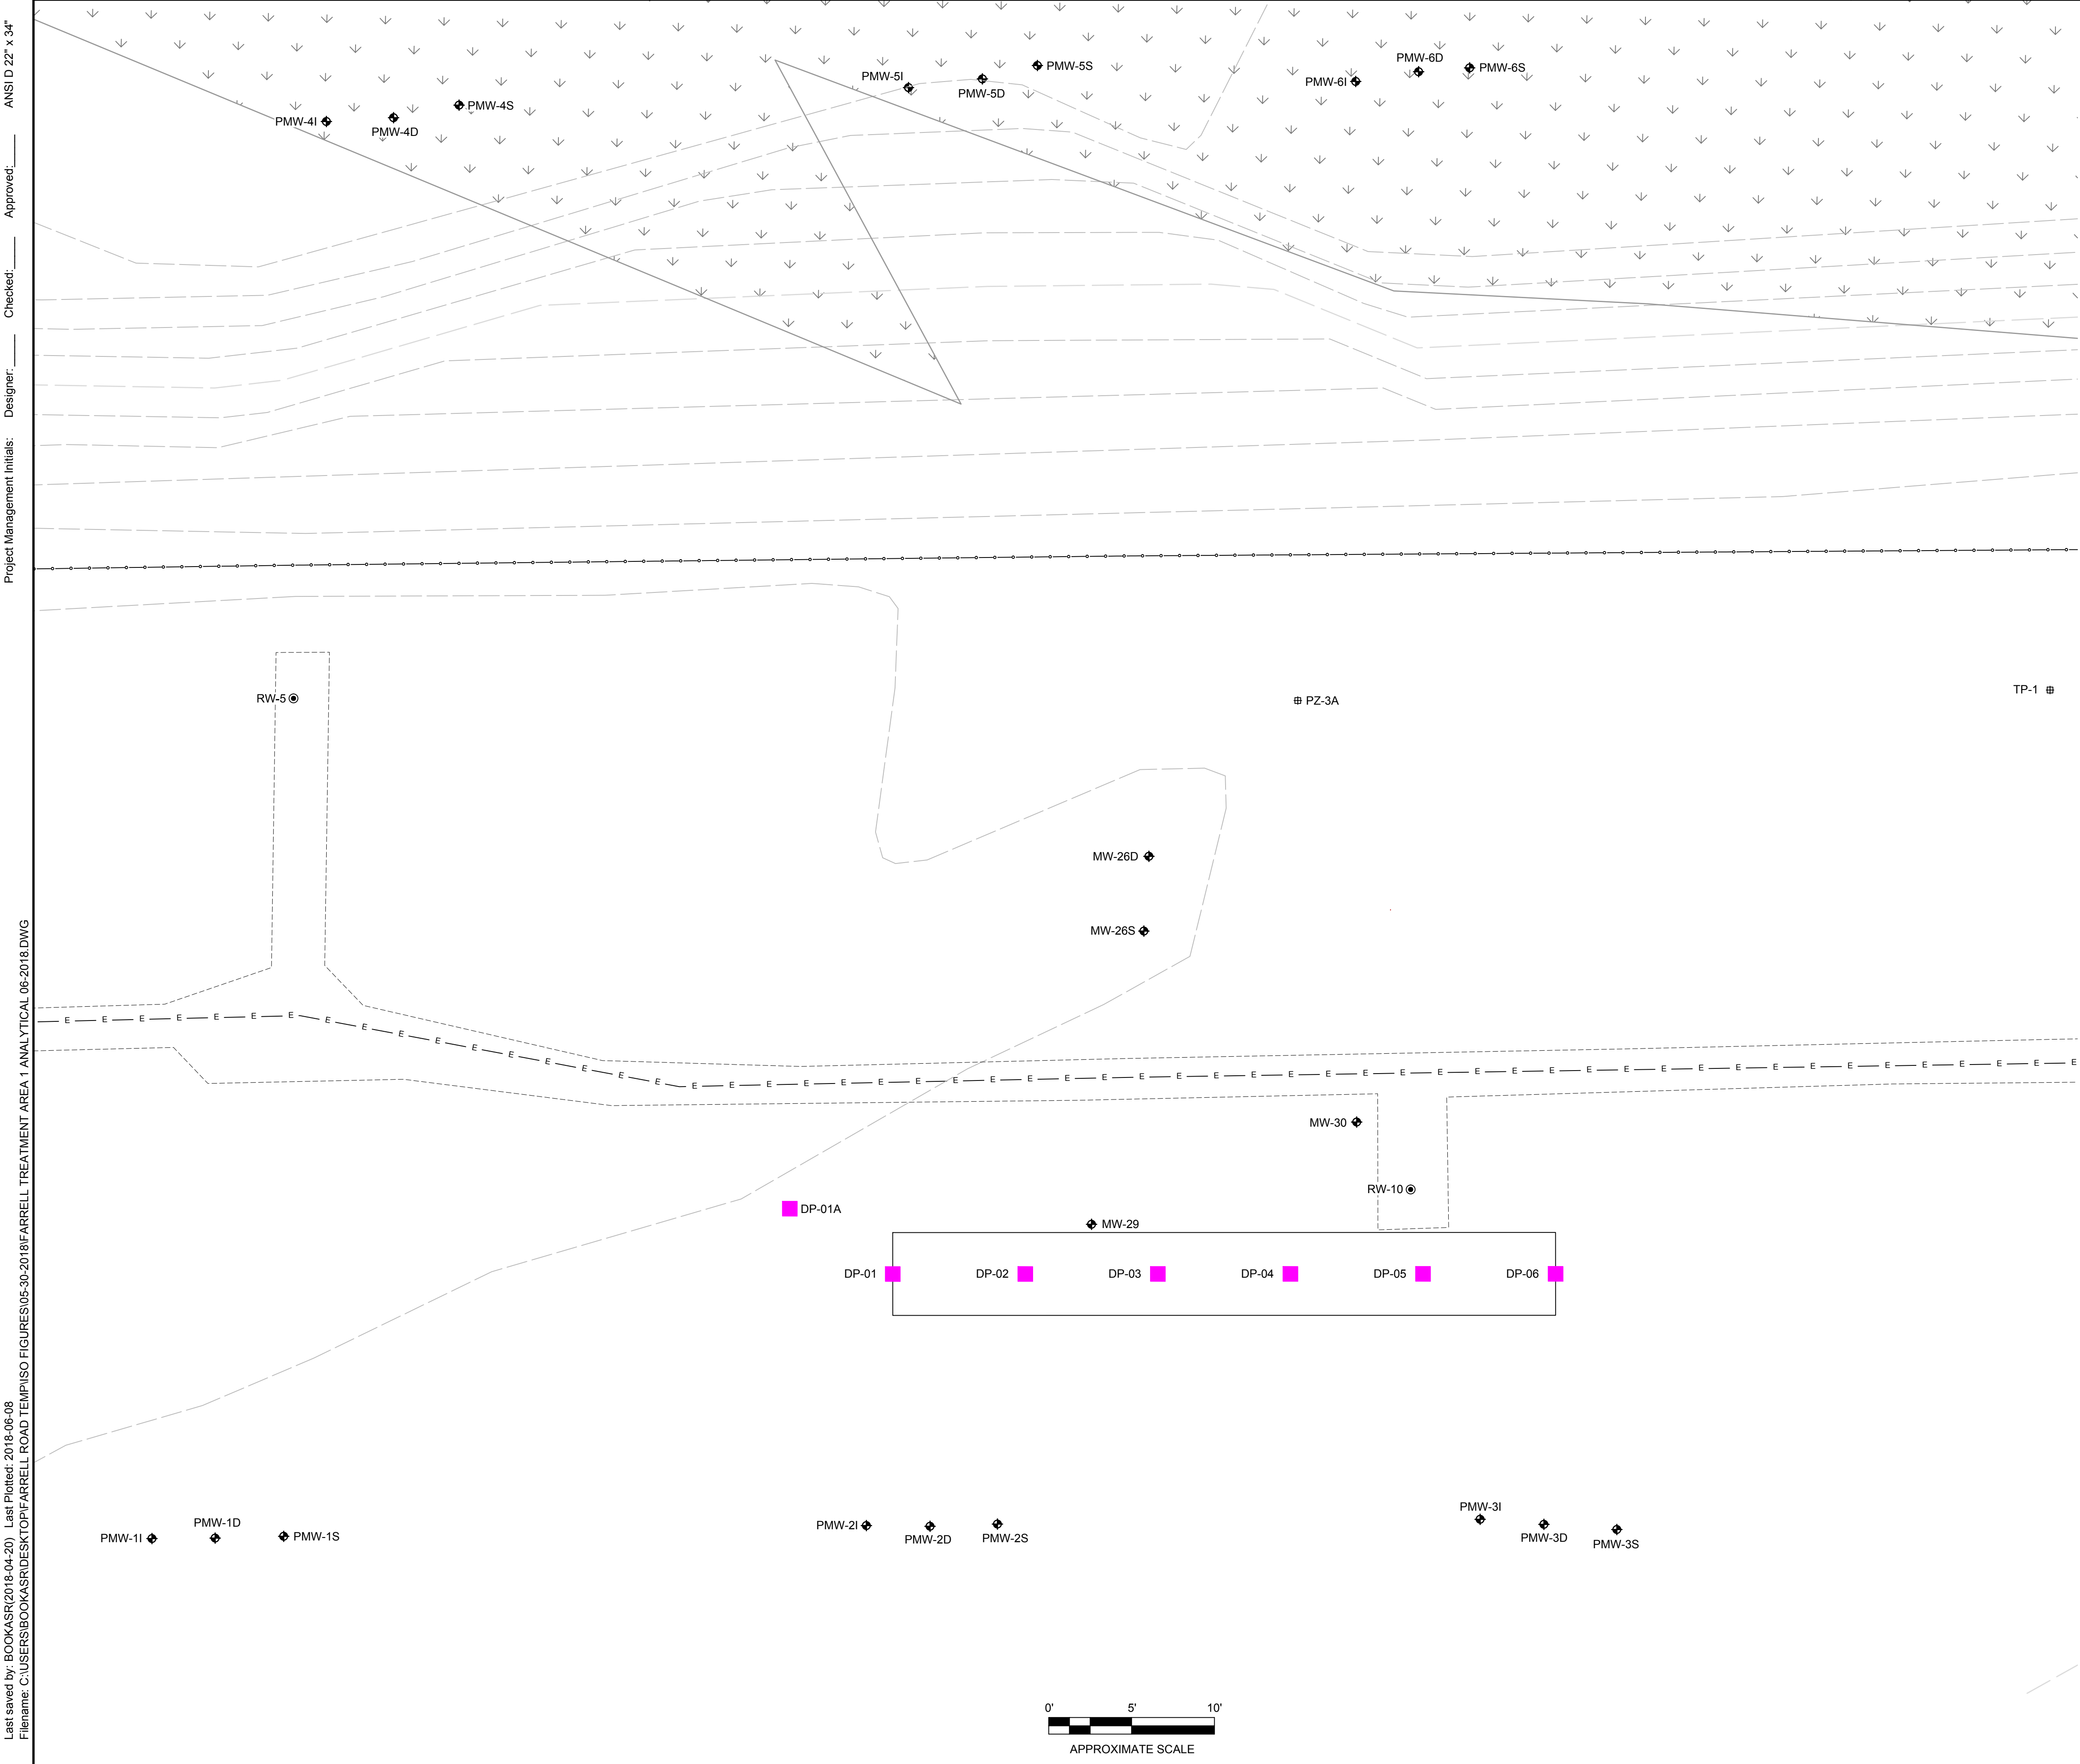 ANSI D 22" x 34"
Approved: _____
Checked: _____
Designer: _____
Project Management Initials:
Last saved by: BOOKASR(2018-04-20) Last Plotted: 2018-06-08
Filename: C:\USERS\BOOKASR\DESKTOP\FARRELL ROAD TEMP\ISO FIGURES\05-30-2018\FARRELL TREATMENT AREA 1 ANALYTICAL 06-2018.DWG
PMW-4I
PMW-4D
PMW-4S
PMW-5I
PMW-5D
PMW-5S
PMW-6I
PMW-6D
PMW-6S
RW-5
PZ-3A
TP-1
MW-26D
MW-26S
E E E E E E E E E E E E E E E E E E E E E E E E E E E E E E E E E E E E E E E E E E E E E E E E E E E E E E E
MW-30
RW-10
DP-01A
MW-29
DP-01
DP-02
DP-03
DP-04
DP-05
DP-06
PMW-1I
PMW-1D
PMW-1S
PMW-2I
PMW-2D
PMW-2S
PMW-3I
PMW-3D
PMW-3S
0' 5' 10'
APPROXIMATE SCALE